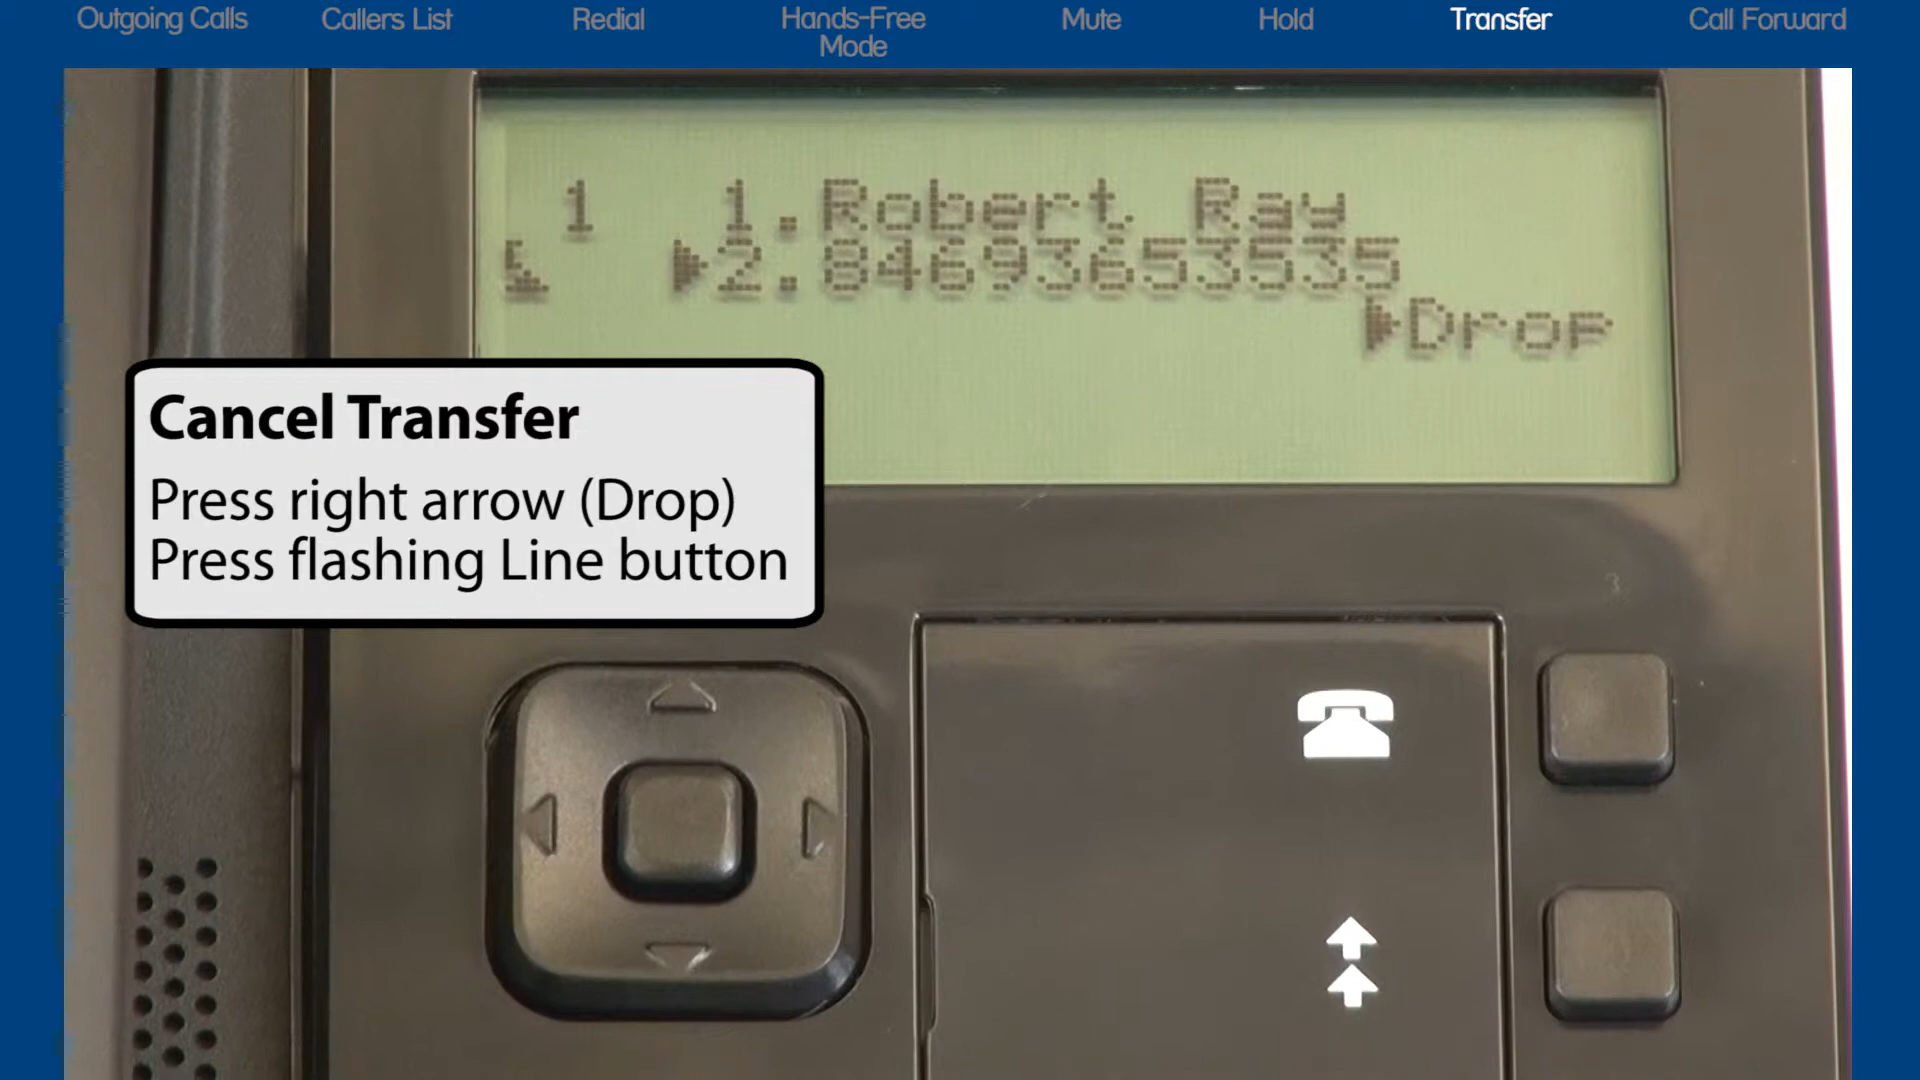 Outgoing Calls
Callers List
Redial
Hands-Free
Mode
Mute
Hold
Transfer
Call Forward
1 1.Robert Ray
2.84693653535
Drop
Cancel Transfer
Press right arrow (Drop)
Press flashing Line button